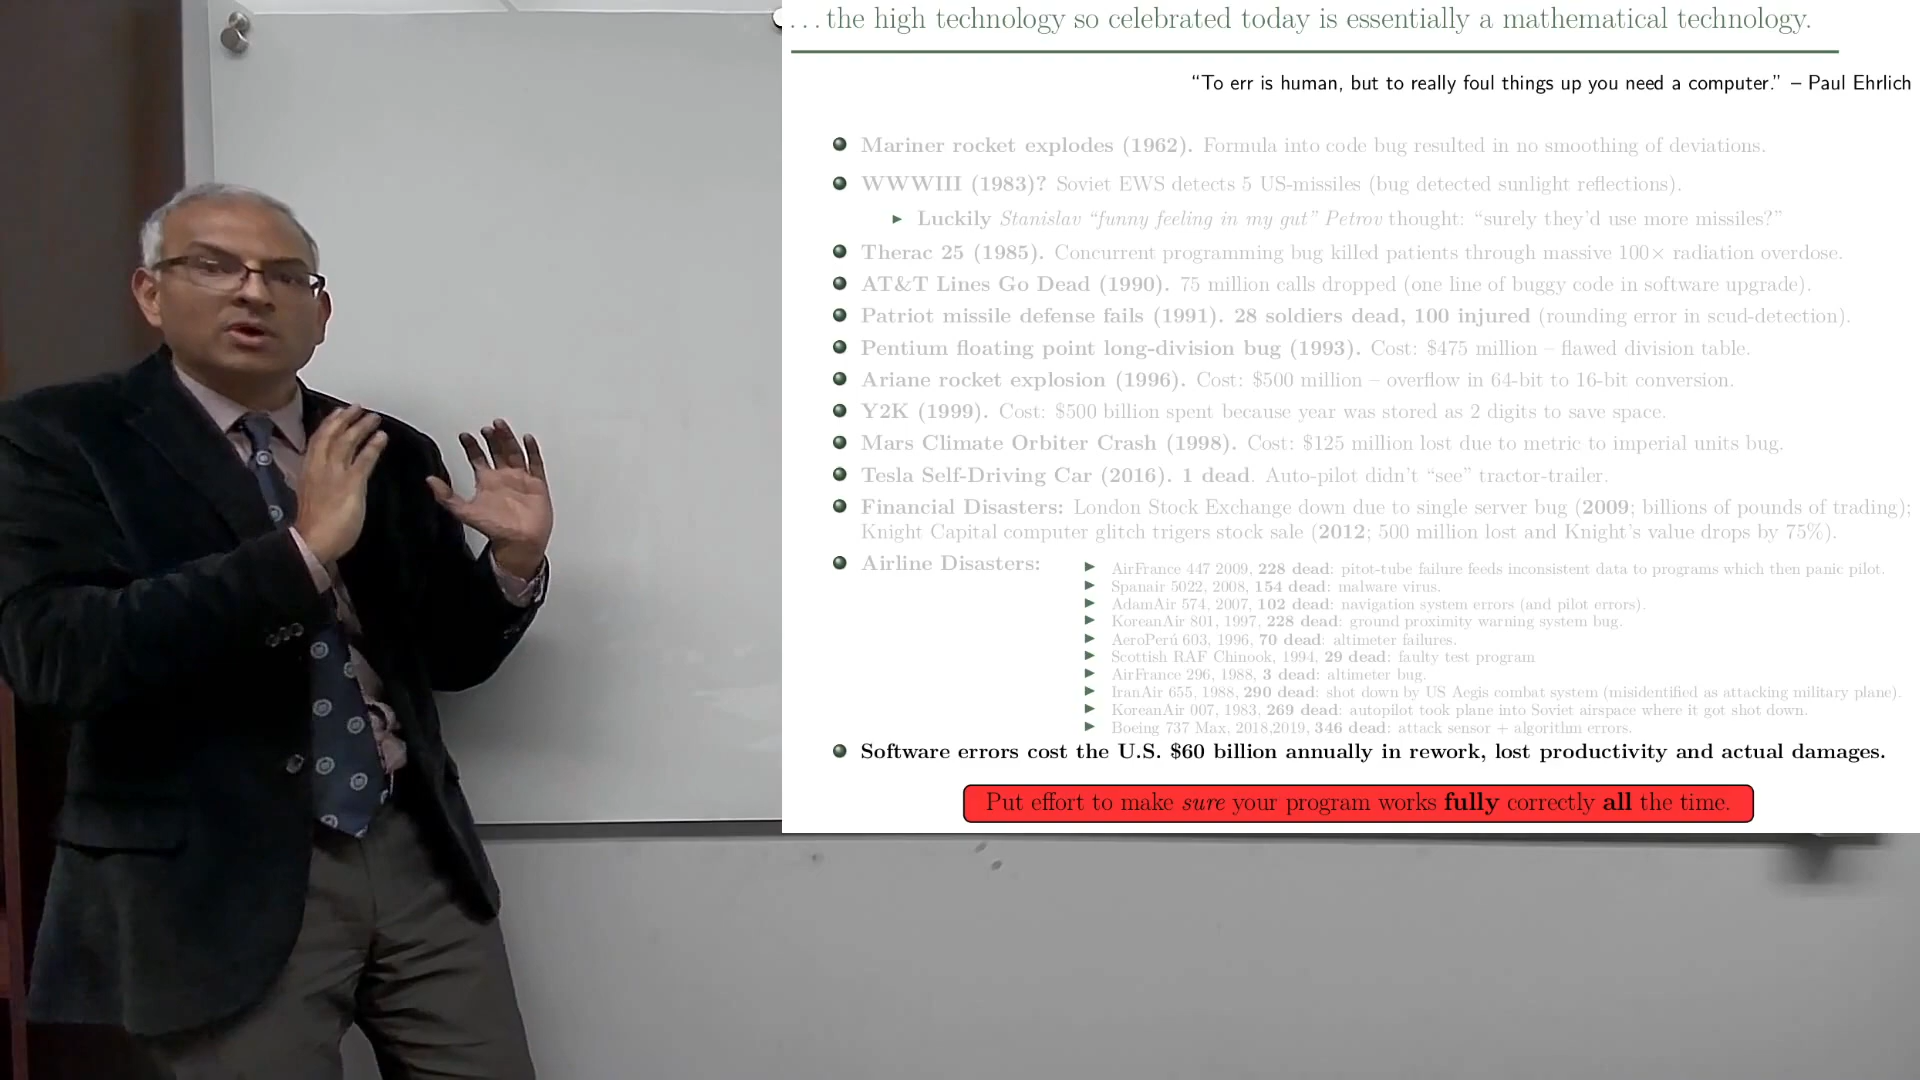 ...the high technology so celebrated today is essentially a mathematical technology.
“To err is human, but to really foul things up you need a computer.” – Paul Ehrlich
Mariner rocket explodes (1962). Formula into code bug resulted in no smoothing of deviations.
WWWIII (1983)? Soviet EWS detects 5 US-missiles (bug detected sunlight reflections).
Luckily Stanislav “funny feeling in my gut” Petrov thought: “surely they’d use more missiles?”
Therac 25 (1985). Concurrent programming bug killed patients through massive 100× radiation overdose.
AT&T Lines Go Dead (1990). 75 million calls dropped (one line of buggy code in software upgrade).
Patriot missile defense fails (1991). 28 soldiers dead, 100 injured (rounding error in scud-detection).
Pentium floating point long-division bug (1993). Cost: $475 million – flawed division table.
Ariane rocket explosion (1996). Cost: $500 million – overflow in 64-bit to 16-bit conversion.
Y2K (1999). Cost: $500 billion spent because year was stored as 2 digits to save space.
Mars Climate Orbiter Crash (1998). Cost: $125 million lost due to metric to imperial units bug.
Tesla Self-Driving Car (2016). 1 dead. Auto-pilot didn’t “see” tractor-trailer.
Financial Disasters: London Stock Exchange down due to single server bug (2009; billions of pounds of trading);
Knight Capital computer glitch trigers stock sale (2012; 500 million lost and Knight’s value drops by 75%).
Airline Disasters:
AirFrance 447 2009, 228 dead: pitot-tube failure feeds inconsistent data to programs which then panic pilot.
Spanair 5022, 2008, 154 dead: malware virus.
AdamAir 574, 2007, 102 dead: navigation system errors (and pilot errors).
KoreanAir 801, 1997, 228 dead: ground proximity warning system bug.
AeroPerú 603, 1996, 70 dead: altimeter failures.
Scottish RAF Chinook, 1994, 29 dead: faulty test program
AirFrance 296, 1988, 3 dead: altimeter bug.
IranAir 655, 1988, 290 dead: shot down by US Aegis combat system (misidentified as attacking military plane).
KoreanAir 007, 1983, 269 dead: autopilot took plane into Soviet airspace where it got shot down.
Boeing 737 Max, 2018,2019, 346 dead: attack sensor + algorithm errors.
Software errors cost the U.S. $60 billion annually in rework, lost productivity and actual damages.
Put effort to make sure your program works fully correctly all the time.